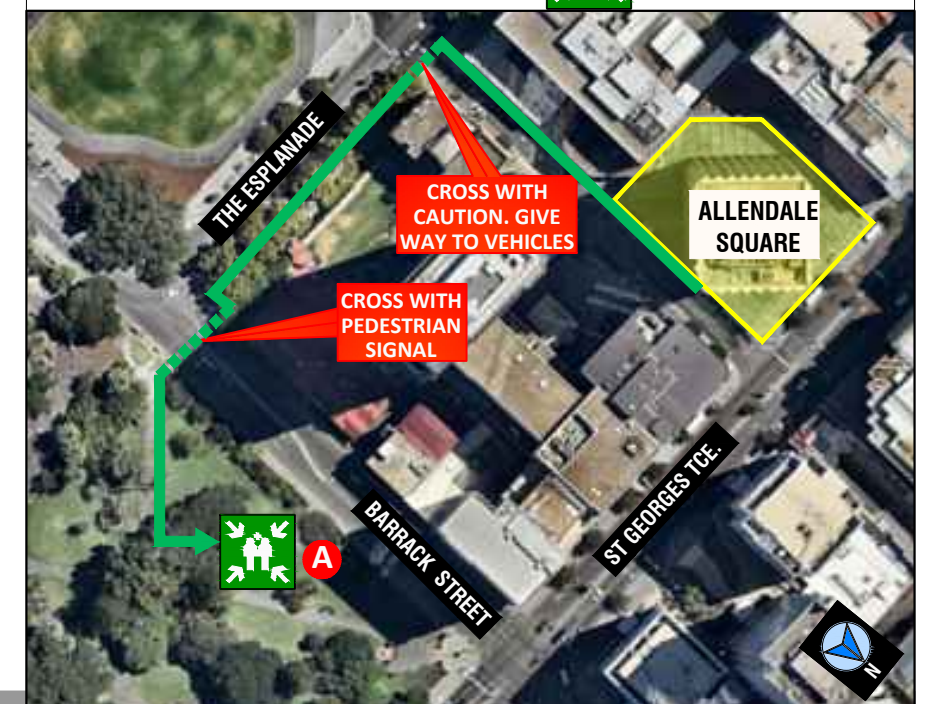 THE ESPLANADE
CROSS WITH
CAUTION. GIVE
WAY TO VEHICLES
ALLENDALE
SQUARE
CROSS WITH
PEDESTRIAN
SIGNAL
ST GEORGES TCE.
BARRACK STREET
A
N